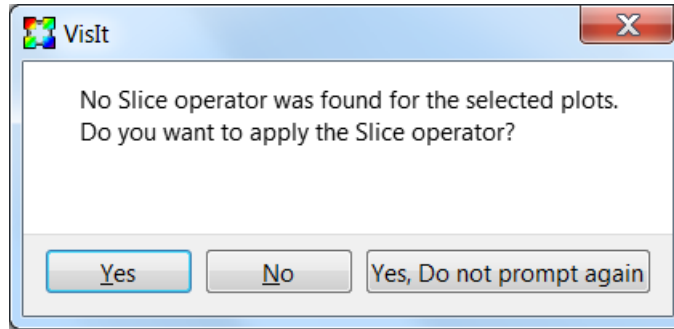 VisIt
No Slice operator was found for the selected plots.
Do you want to apply the Slice operator?
Yes No Yes, Do not prompt again